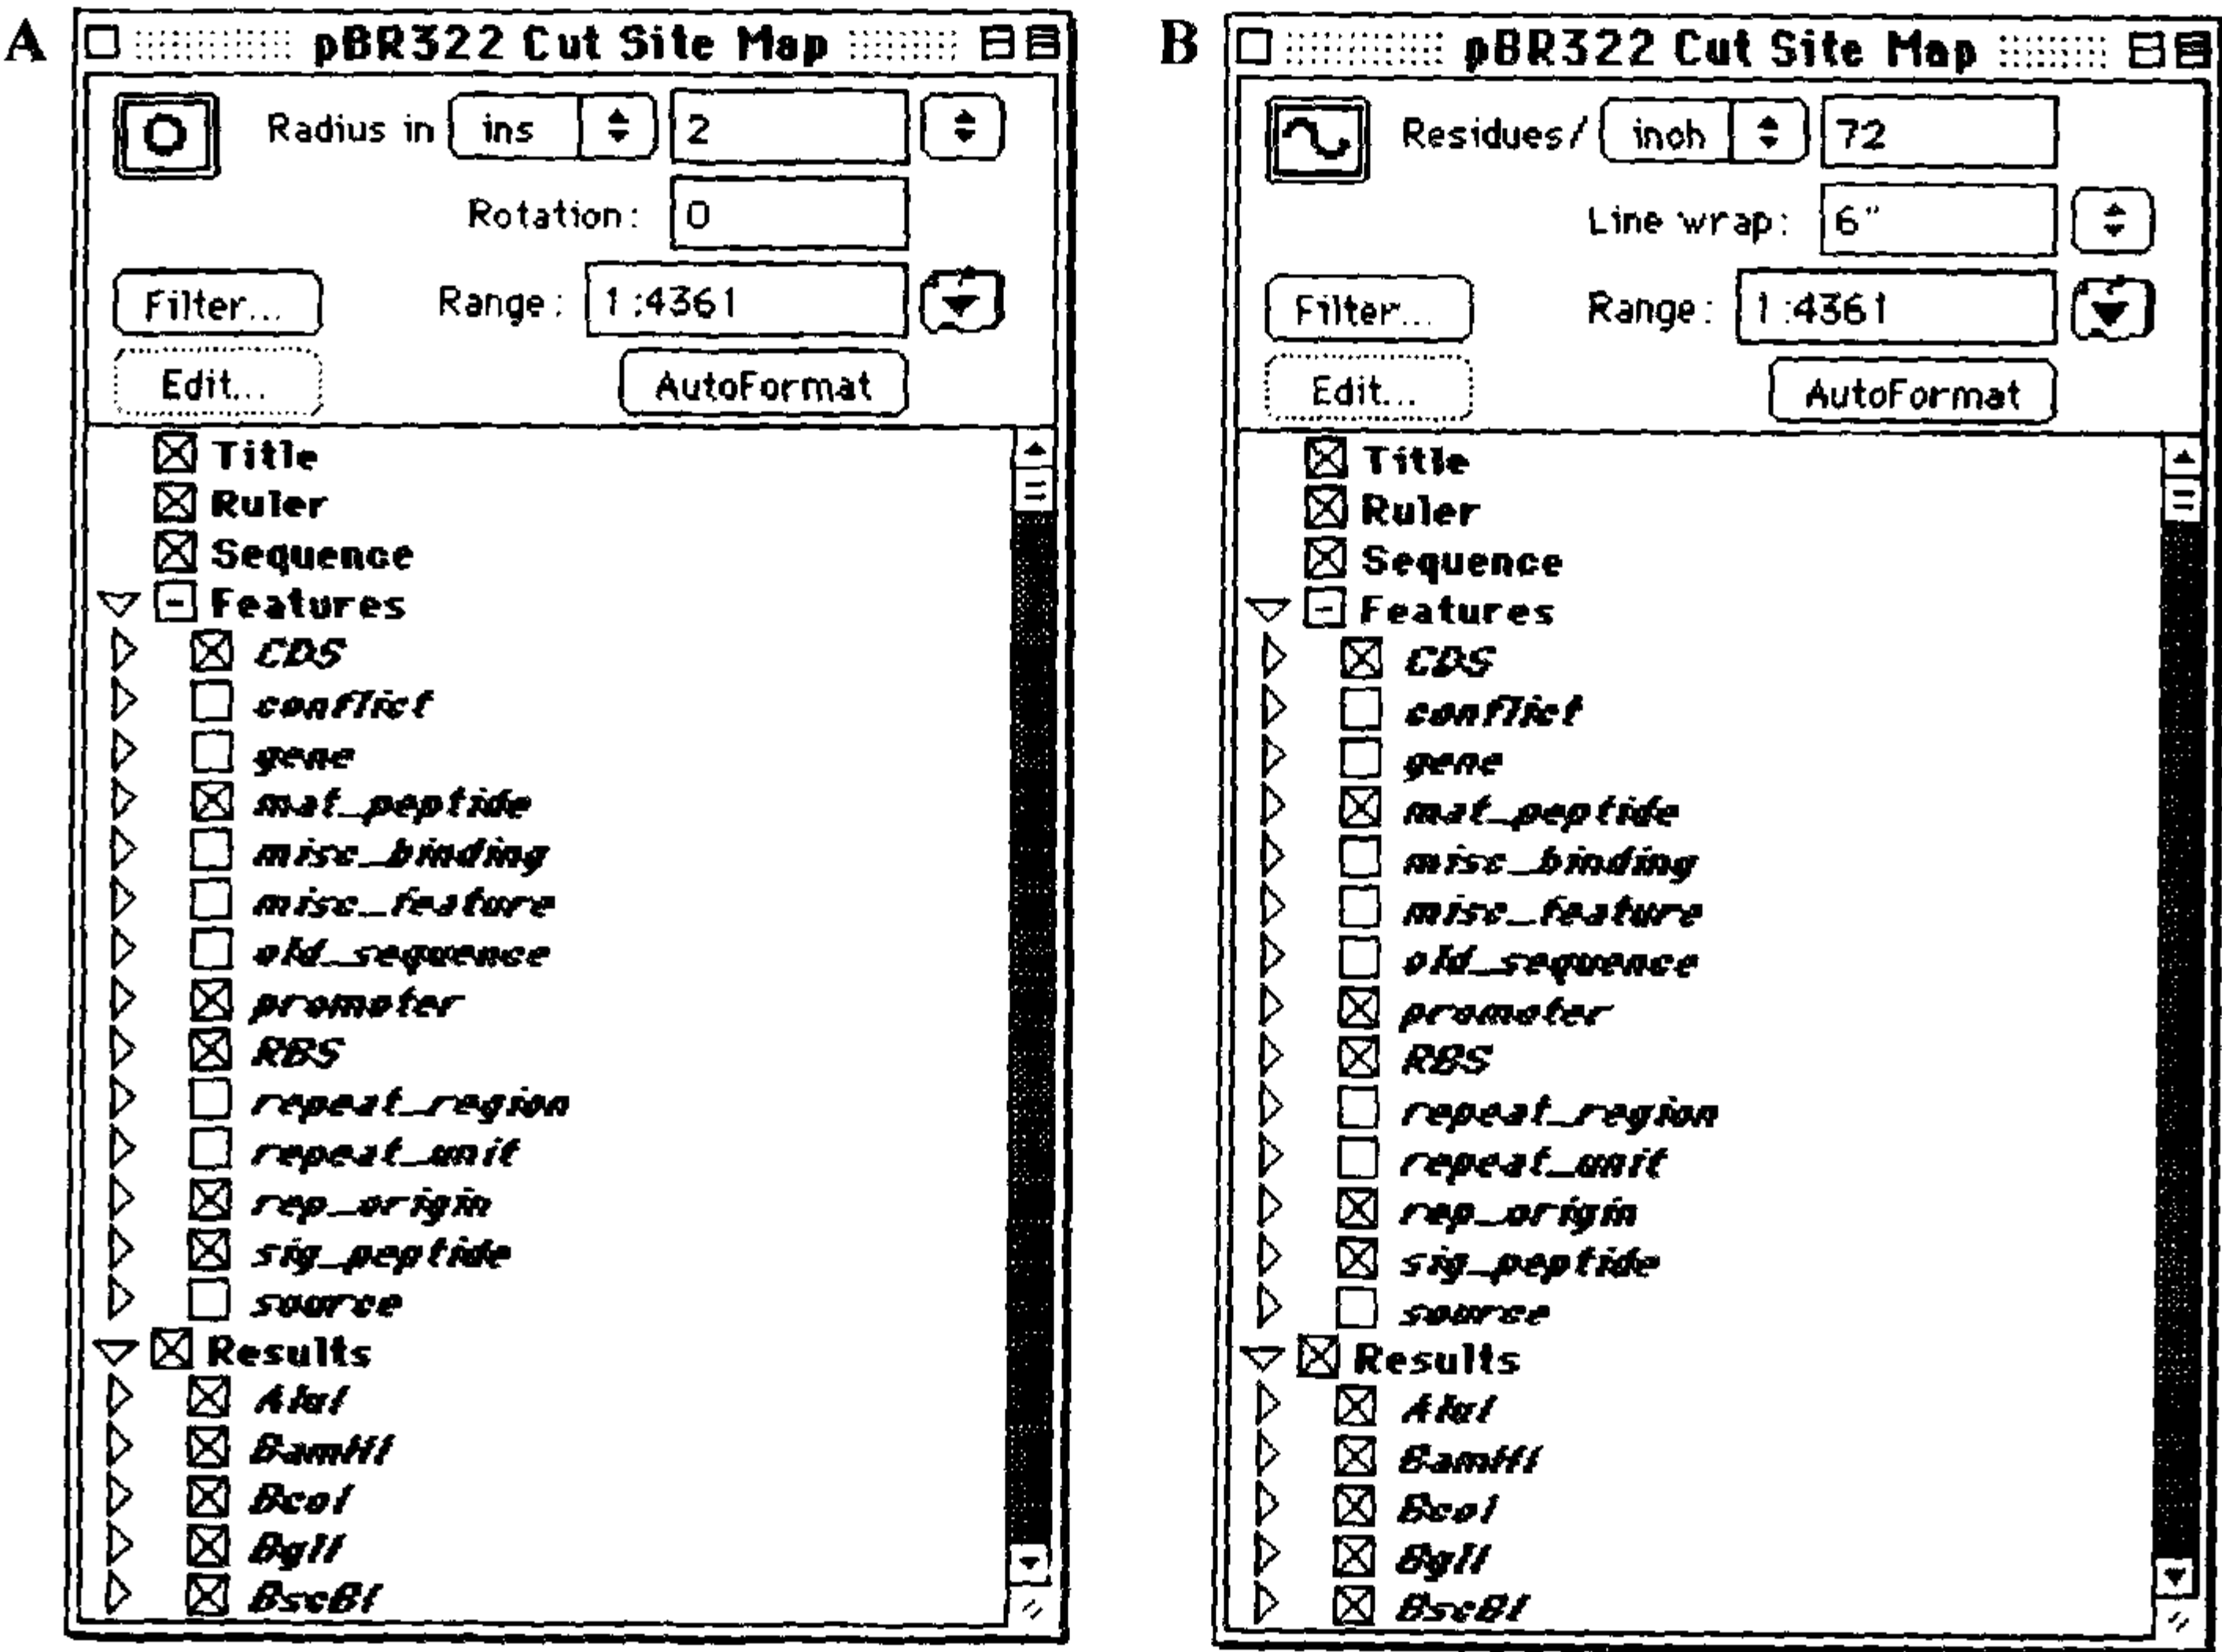 A
pBR322 Cut Site Map
Radius in ins 2
Rotation: 0
Filter... Range: 1:4361
Edit... AutoFormat
Title
Ruler
Sequence
Features
CDS
conflict
gene
mat_peptide
misc_binding
misc_feature
old_sequence
promoter
RBS
repeat_region
repeat_unit
rep_origin
sig_peptide
source
Results
AluI
BamHI
BcoI
BglI
BscBI
B
pBR322 Cut Site Map
Residues/ inch 72
Line wrap: 6"
Filter... Range: 1:4361
Edit... AutoFormat
Title
Ruler
Sequence
Features
CDS
conflict
gene
mat_peptide
misc_binding
misc_feature
old_sequence
promoter
RBS
repeat_region
repeat_unit
rep_origin
sig_peptide
source
Results
AluI
BamHI
BcoI
BglI
BscBI